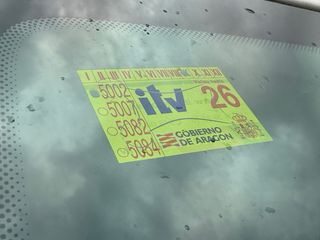 I II III IV V VI VII VIII IX X XI XII
5002
5007
5082
5084
itv
26
GOBIERNO
DE ARAGON